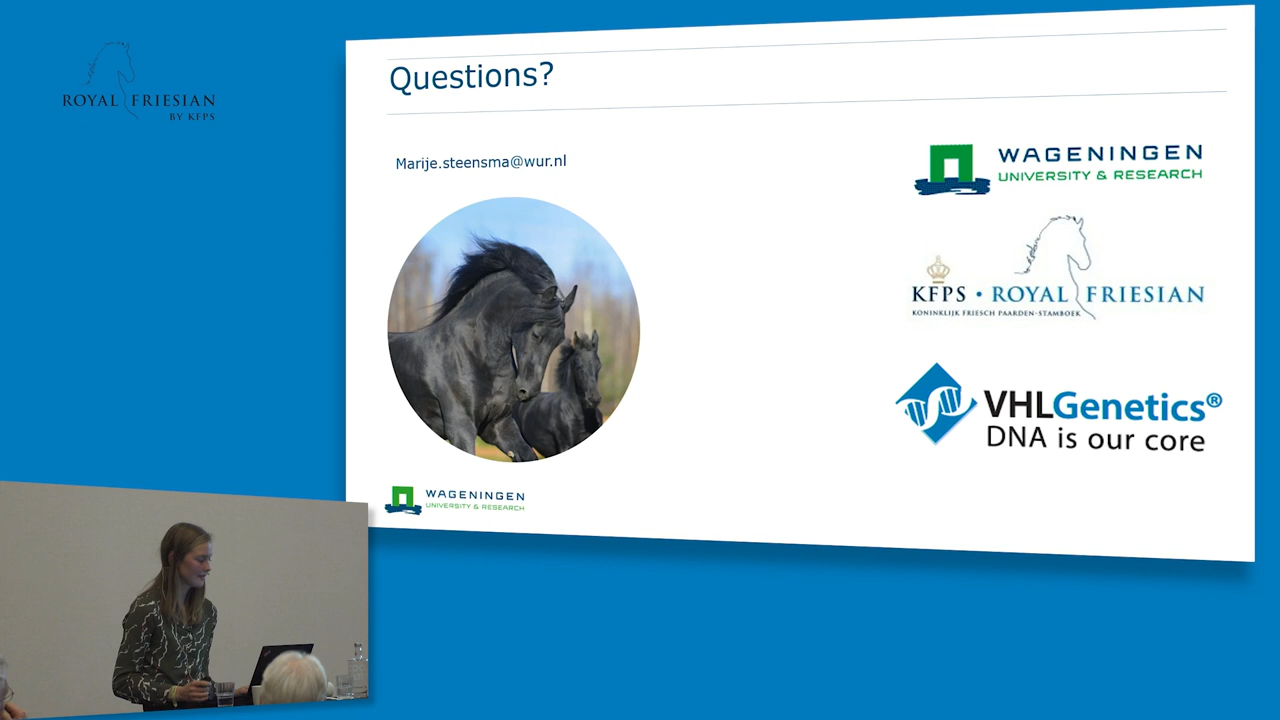 ROYAL FRIESIAN
BY KFPS
Questions?
Marije.steensma@wur.nl
WAGENINGEN
UNIVERSITY & RESEARCH
KFPS • ROYAL FRIESIAN
KONINKLIJK FRIESCH PAARDEN-STAMBOEK
VHLGenetics®
DNA is our core
WAGENINGEN
UNIVERSITY & RESEARCH